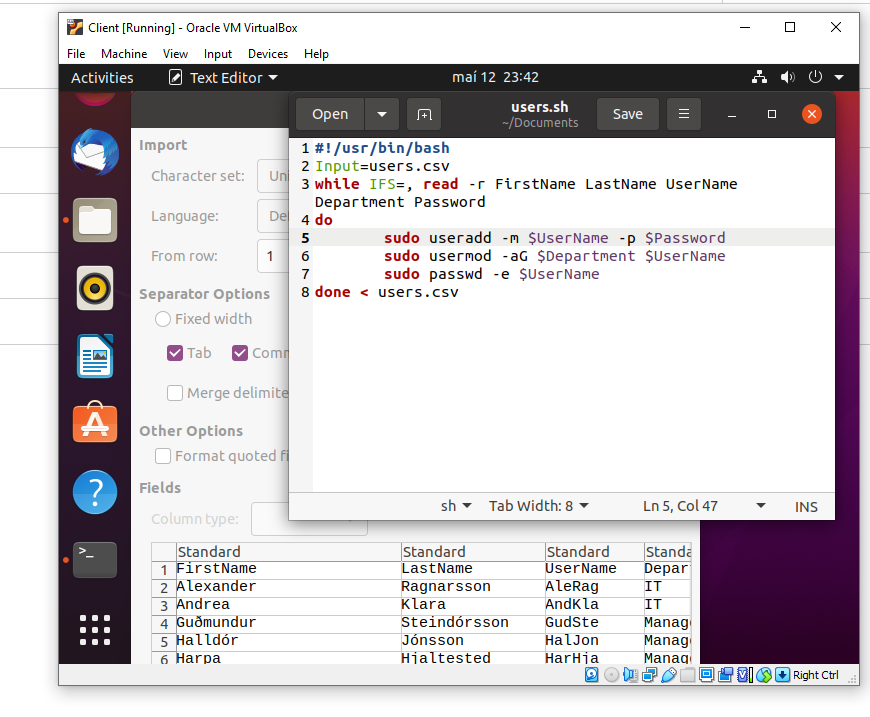 Client [Running] - Oracle VM VirtualBox
File Machine View Input Devices Help
Activities Text Editor maí 12 23:42
Open users.sh Save
~/Documents
1 #!/usr/bin/bash
2 Input=users.csv
3 while IFS=, read -r FirstName LastName UserName
Department Password
4 do
5 sudo useradd -m $UserName -p $Password
6 sudo usermod -aG $Department $UserName
7 sudo passwd -e $UserName
8 done < users.csv
sh Tab Width: 8 Ln 5, Col 47 INS
Import
Character set: Uni
Language: De
From row: 1
Separator Options
Fixed width
Tab Comm
Merge delimite
Other Options
Format quoted fi
Fields
Column type:
Standard Standard Standard Standa
1 FirstName LastName UserName Depar
2 Alexander Ragnarsson AleRag IT
3 Andrea Klara AndKla IT
4 Guðmundur Steindórsson GudSte Manag
5 Halldór Jónsson HalJon Manag
6 Harpa Hjaltested HarHja Manag
Right Ctrl